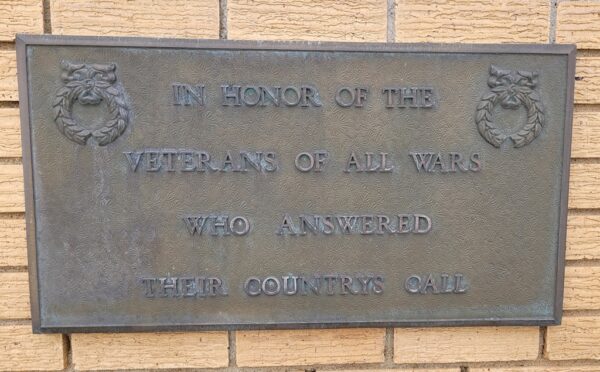 IN HONOR OF THE
VETERANS OF ALL WARS
WHO ANSWERED
THEIR COUNTRYS CALL